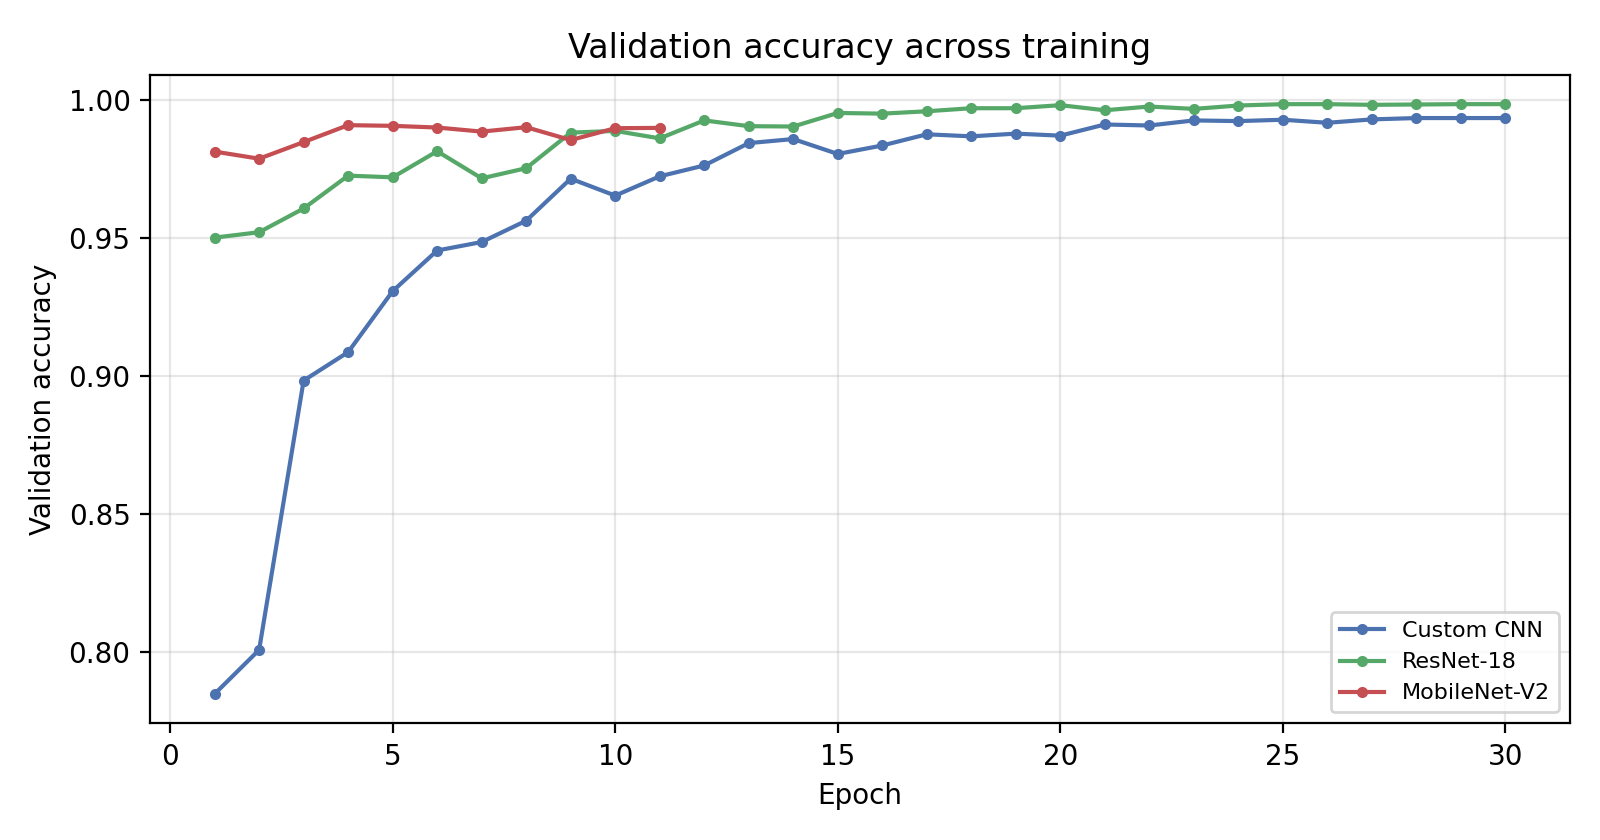 Validation accuracy across training
Validation accuracy
1.00
0.95
0.90
0.85
0.80
0
5
10
15
20
25
30
Epoch
Custom CNN
ResNet-18
MobileNet-V2